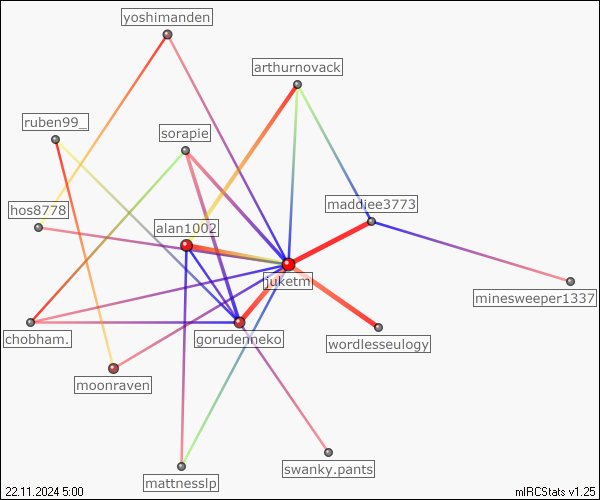 yoshimanden
arthurnovack
ruben99_
sorapie
maddiee3773
hos8778
alan1002
juketm
minesweeper1337
chobham.
gorudenneko
wordlesseulogy
moonraven
swanky.pants
mattnesslp
22.11.2024 5:00
mIRCStats v1.25